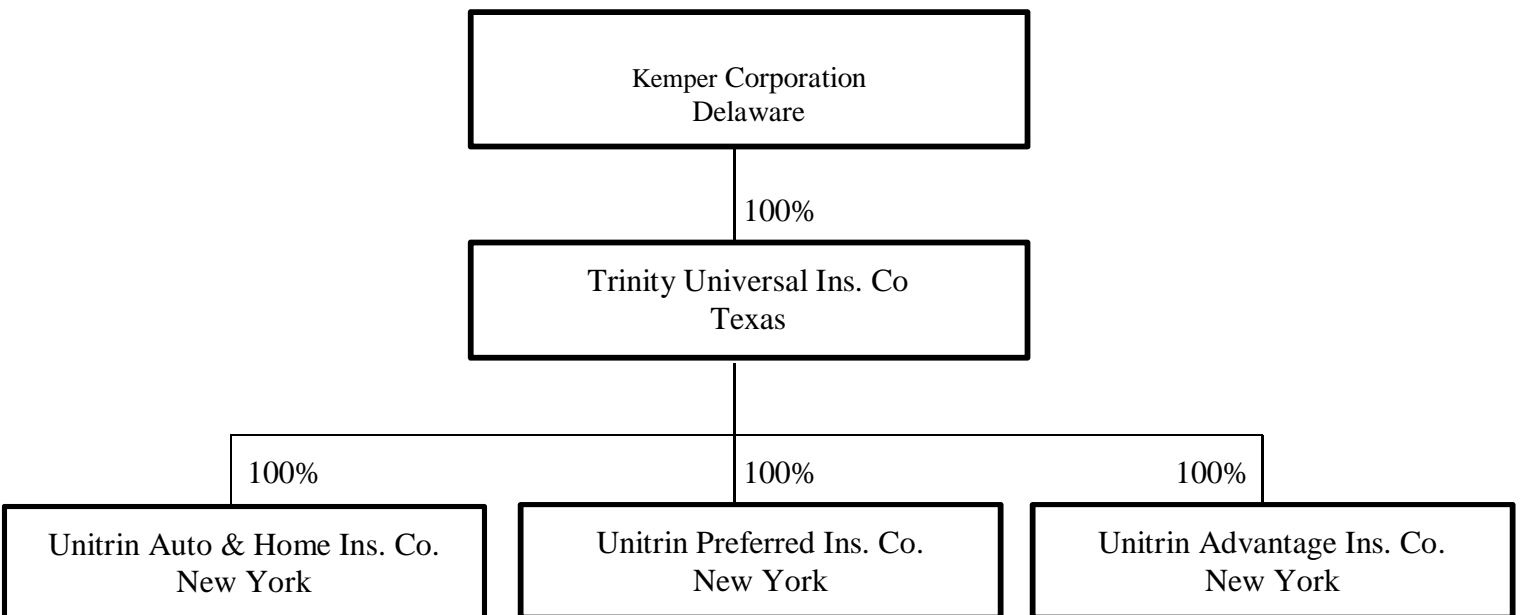 Kemper Corporation
Delaware
100%
Trinity Universal Ins. Co
Texas
100%
100%
100%
Unitrin Auto & Home Ins. Co.
New York
Unitrin Preferred Ins. Co.
New York
Unitrin Advantage Ins. Co.
New York